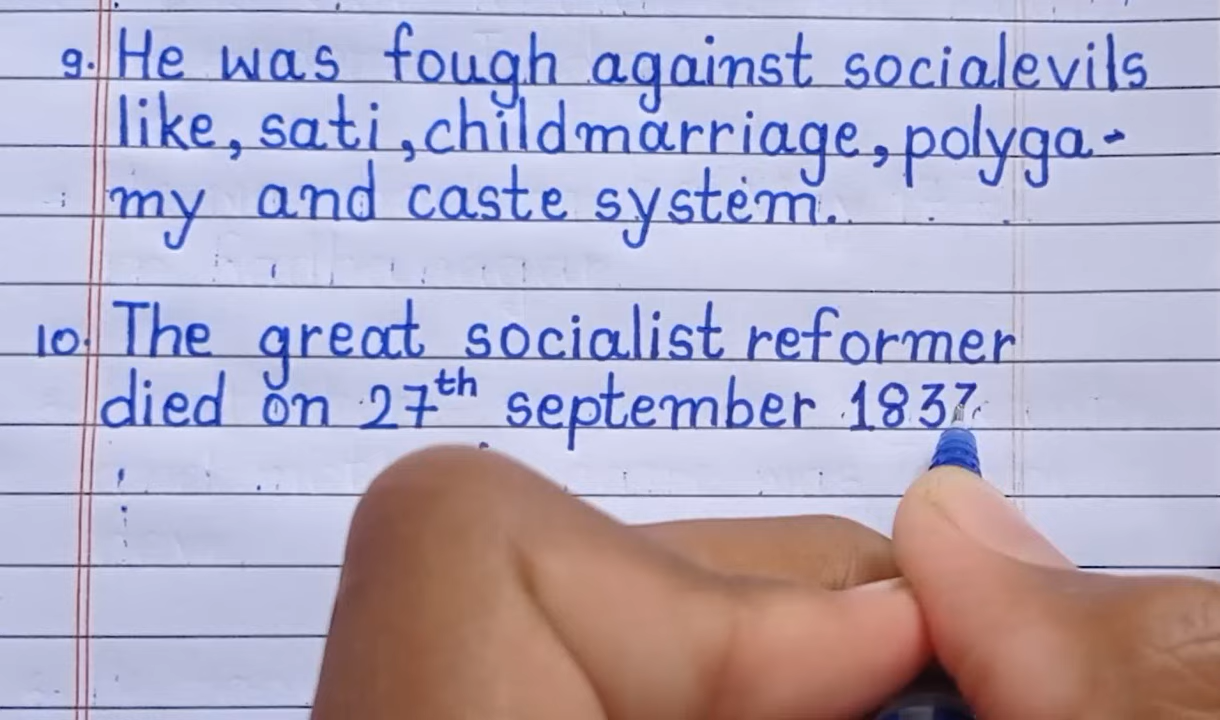 9. He was fough against socialevils
like, sati, childmarriage, polyga-
my and caste system.
10. The great socialist reformer
died on 27th september 1837